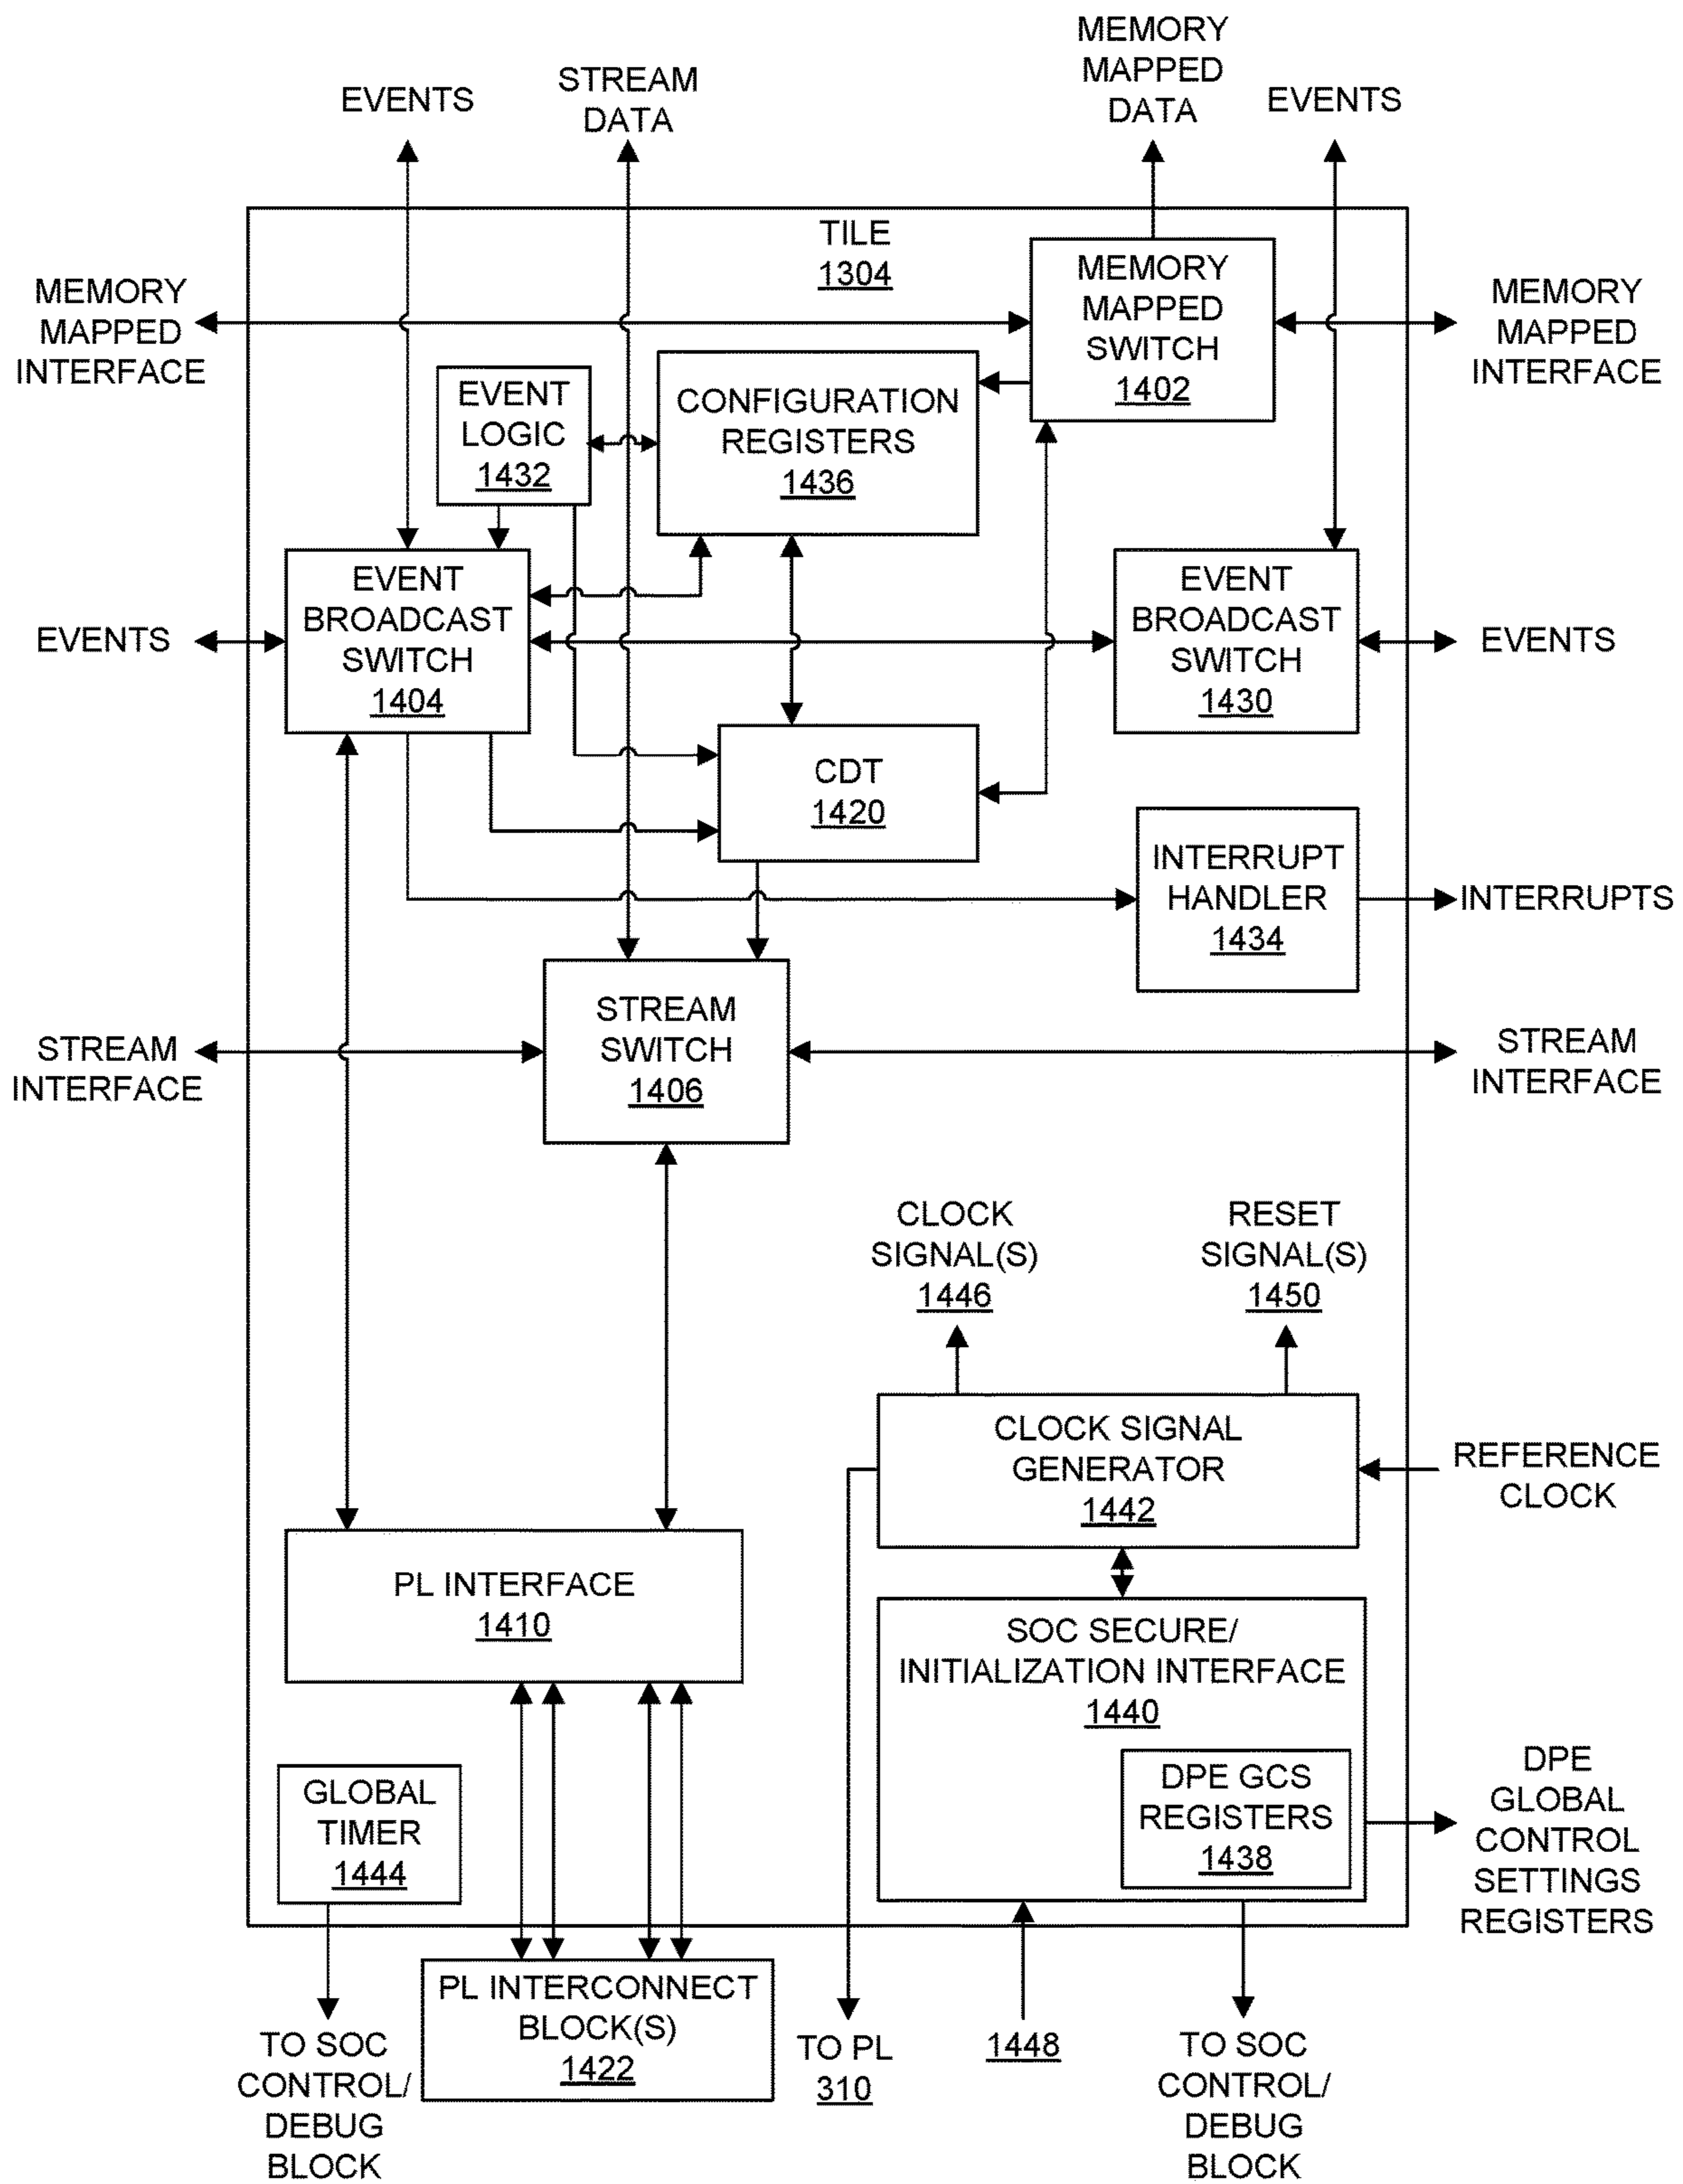 EVENTS
STREAM
DATA
MEMORY
MAPPED
DATA
EVENTS
TILE
1304
MEMORY
MAPPED
INTERFACE
MEMORY
MAPPED
SWITCH
1402
MEMORY
MAPPED
INTERFACE
EVENT
LOGIC
1432
CONFIGURATION
REGISTERS
1436
EVENTS
EVENT
BROADCAST
SWITCH
1404
EVENT
BROADCAST
SWITCH
1430
EVENTS
CDT
1420
INTERRUPT
HANDLER
1434
INTERRUPTS
STREAM
INTERFACE
STREAM
SWITCH
1406
STREAM
INTERFACE
CLOCK
SIGNAL(S)
1446
RESET
SIGNAL(S)
1450
CLOCK SIGNAL
GENERATOR
1442
REFERENCE
CLOCK
PL INTERFACE
1410
SOC SECURE/
INITIALIZATION INTERFACE
1440
DPE GCS
REGISTERS
1438
DPE
GLOBAL
CONTROL
SETTINGS
REGISTERS
GLOBAL
TIMER
1444
PL INTERCONNECT
BLOCK(S)
1422
TO SOC
CONTROL/
DEBUG
BLOCK
TO PL
310
1448
TO SOC
CONTROL/
DEBUG
BLOCK